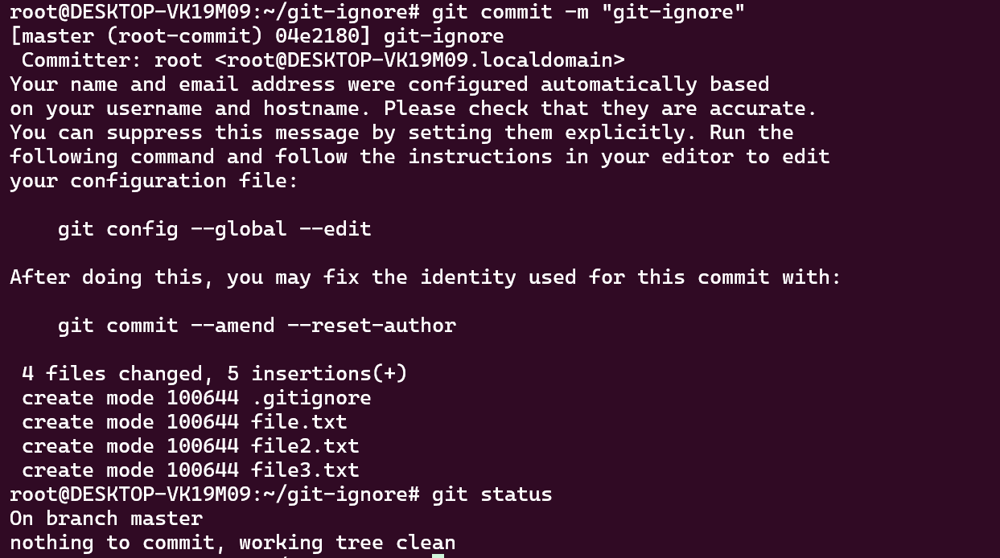 root@DESKTOP-VK19M09:~/git-ignore# git commit -m "git-ignore"
[master (root-commit) 04e2180] git-ignore
 Committer: root <root@DESKTOP-VK19M09.localdomain>
Your name and email address were configured automatically based
on your username and hostname. Please check that they are accurate.
You can suppress this message by setting them explicitly. Run the
following command and follow the instructions in your editor to edit
your configuration file:

    git config --global --edit

After doing this, you may fix the identity used for this commit with:

    git commit --amend --reset-author

 4 files changed, 5 insertions(+)
 create mode 100644 .gitignore
 create mode 100644 file.txt
 create mode 100644 file2.txt
 create mode 100644 file3.txt
root@DESKTOP-VK19M09:~/git-ignore# git status
On branch master
nothing to commit, working tree clean